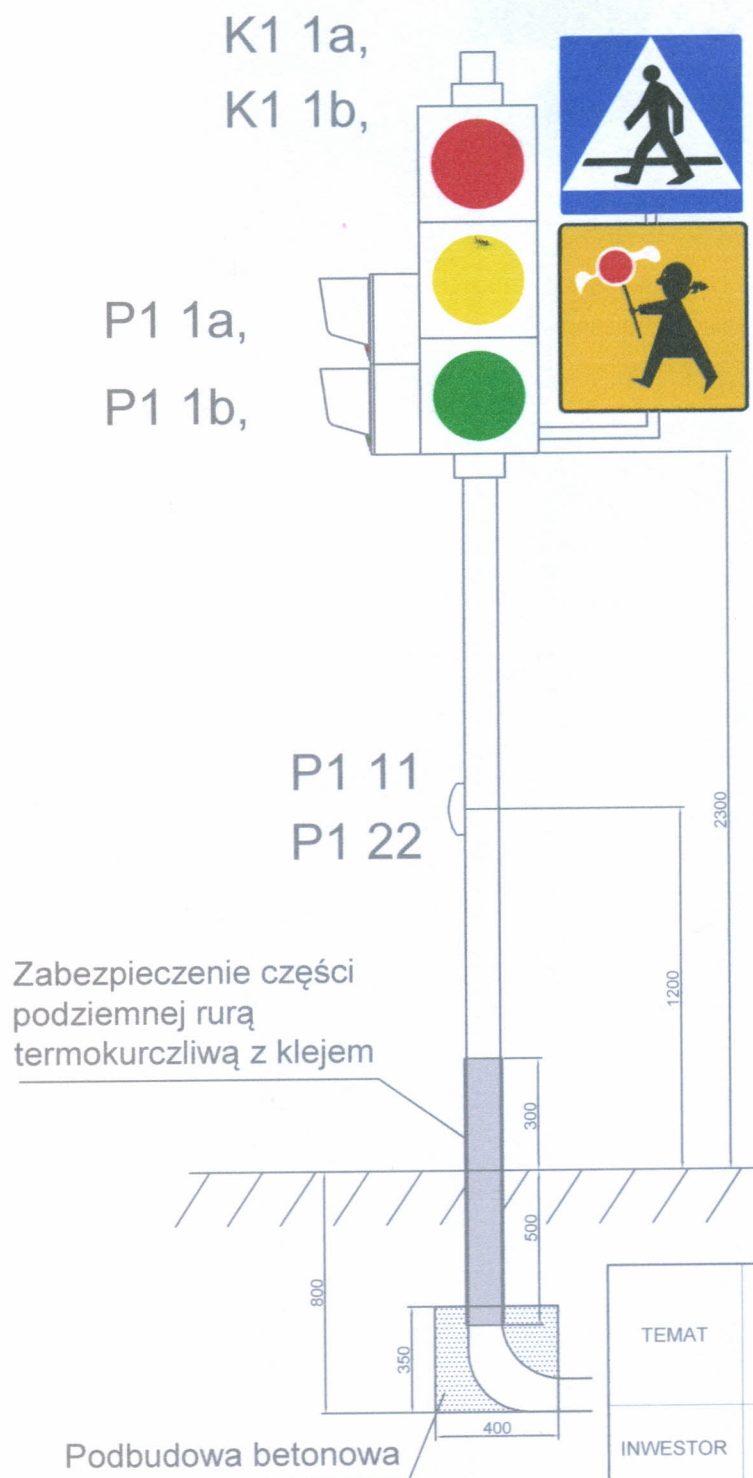 K1 1a,
K1 1b,
P1 1a,
P1 1b,
P1 11
P1 22
2300
1200
Zabezpieczenie części
podziemnej rurą
termokurczliwą z klejem
300
500
800
350
400
Podbudowa betonowa
TEMAT
INWESTOR